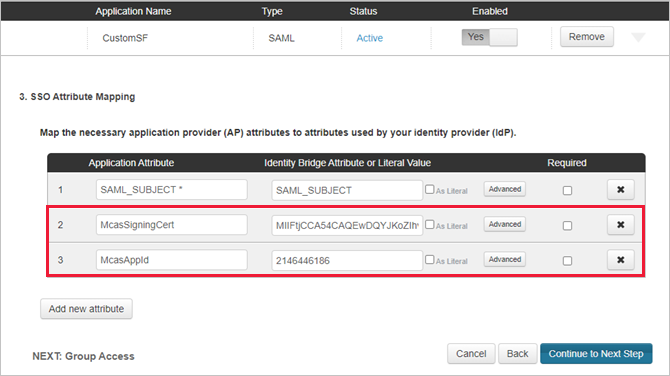 Application Name Type Status Enabled
CustomSF SAML Active Yes Remove
3. SSO Attribute Mapping
Map the necessary application provider (AP) attributes to attributes used by your identity provider (IdP).
Application Attribute Identity Bridge Attribute or Literal Value Required
1 SAML_SUBJECT * SAML_SUBJECT As Literal Advanced
2 McasSigningCert As Literal Advanced
3 McasAppId 2146446186 As Literal Advanced
Add new attribute
NEXT: Group Access Cancel Back Continue to Next Step